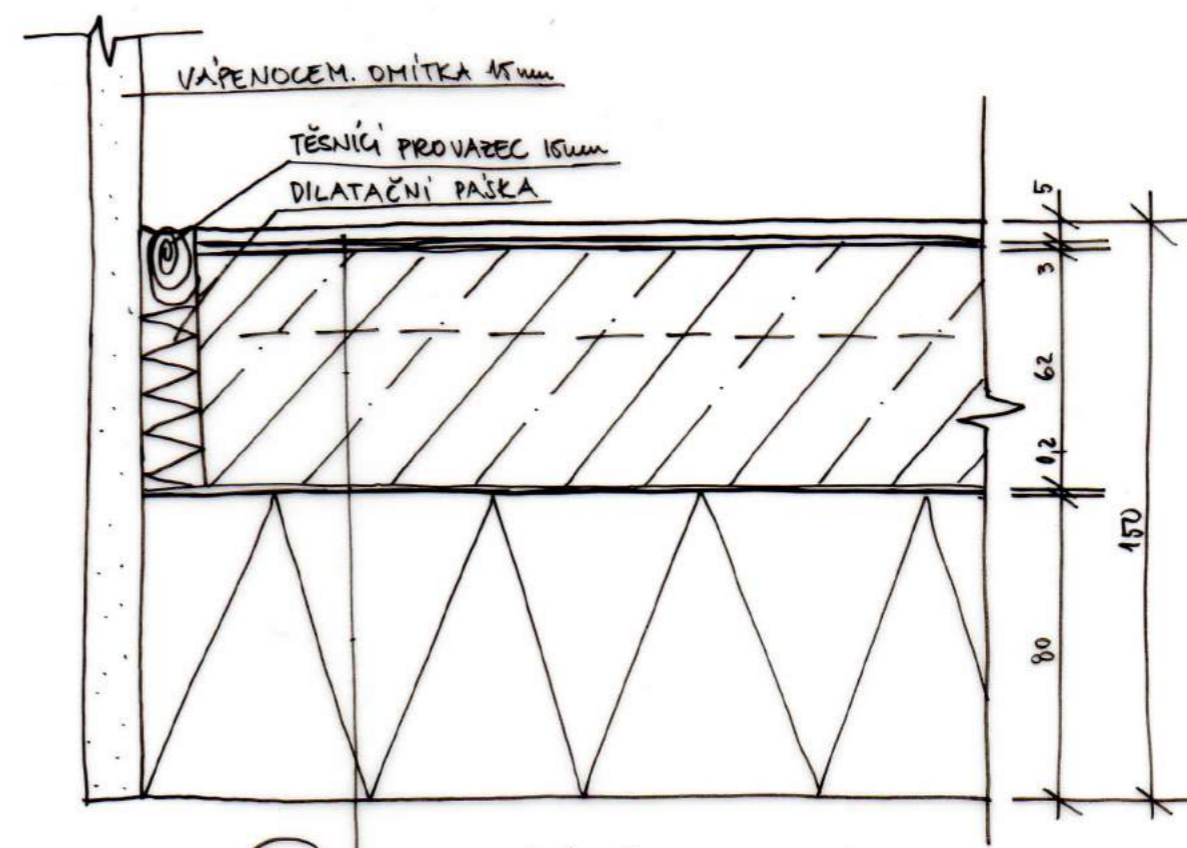 VÁPENOCEM. OMÍTKA 15mm
TĚSNÍCÍ PROVAZEC 15mm
DILATAČNÍ PÁSKA
5
3
62
0,2
80
150